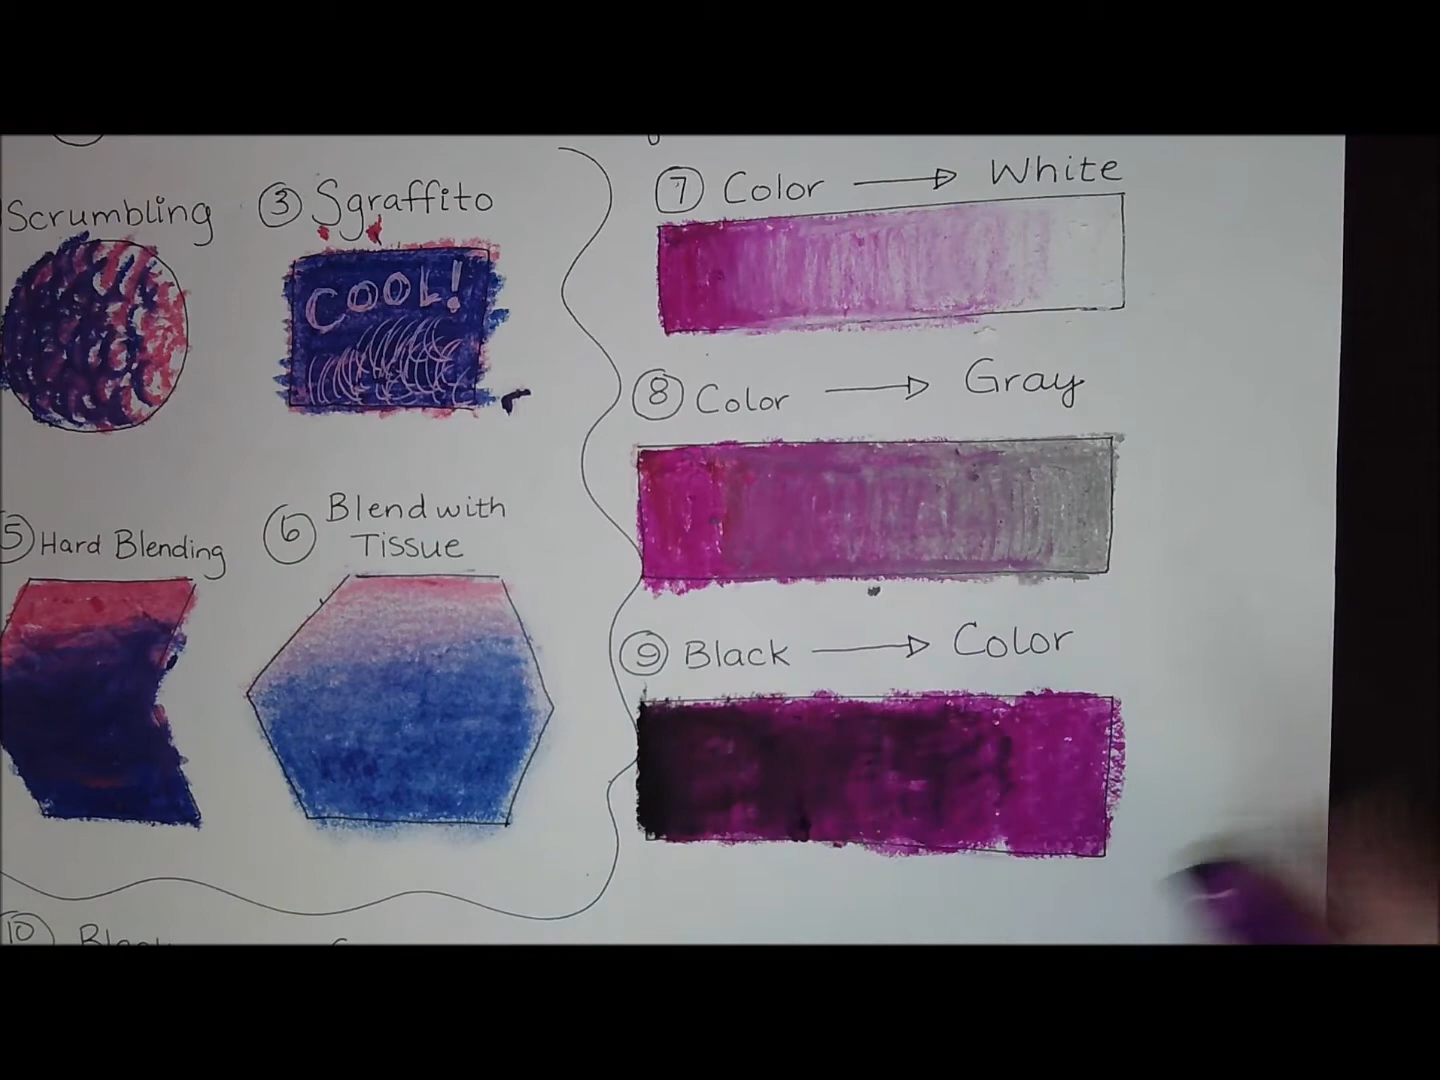 Scrumbling
③ Sgraffito
COOL!
⑤ Hard Blending
⑥ Blend with
Tissue
⑦ Color → White
⑧ Color → Gray
⑨ Black → Color
⑩